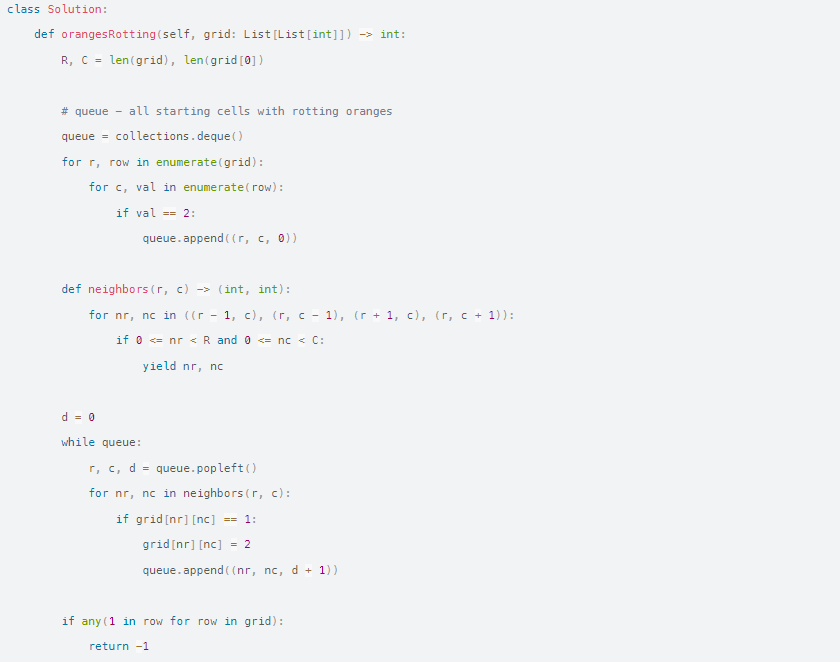 class Solution:
    def orangesRotting(self, grid: List[List[int]]) -> int:
        R, C = len(grid), len(grid[0])
        # queue - all starting cells with rotting oranges
        queue = collections.deque()
        for r, row in enumerate(grid):
            for c, val in enumerate(row):
                if val == 2:
                    queue.append((r, c, 0))
        def neighbors(r, c) -> (int, int):
            for nr, nc in ((r - 1, c), (r, c - 1), (r + 1, c), (r, c + 1)):
                if 0 <= nr < R and 0 <= nc < C:
                    yield nr, nc
        d = 0
        while queue:
            r, c, d = queue.popleft()
            for nr, nc in neighbors(r, c):
                if grid[nr][nc] == 1:
                    grid[nr][nc] = 2
                    queue.append((nr, nc, d + 1))
        if any(1 in row for row in grid):
            return -1